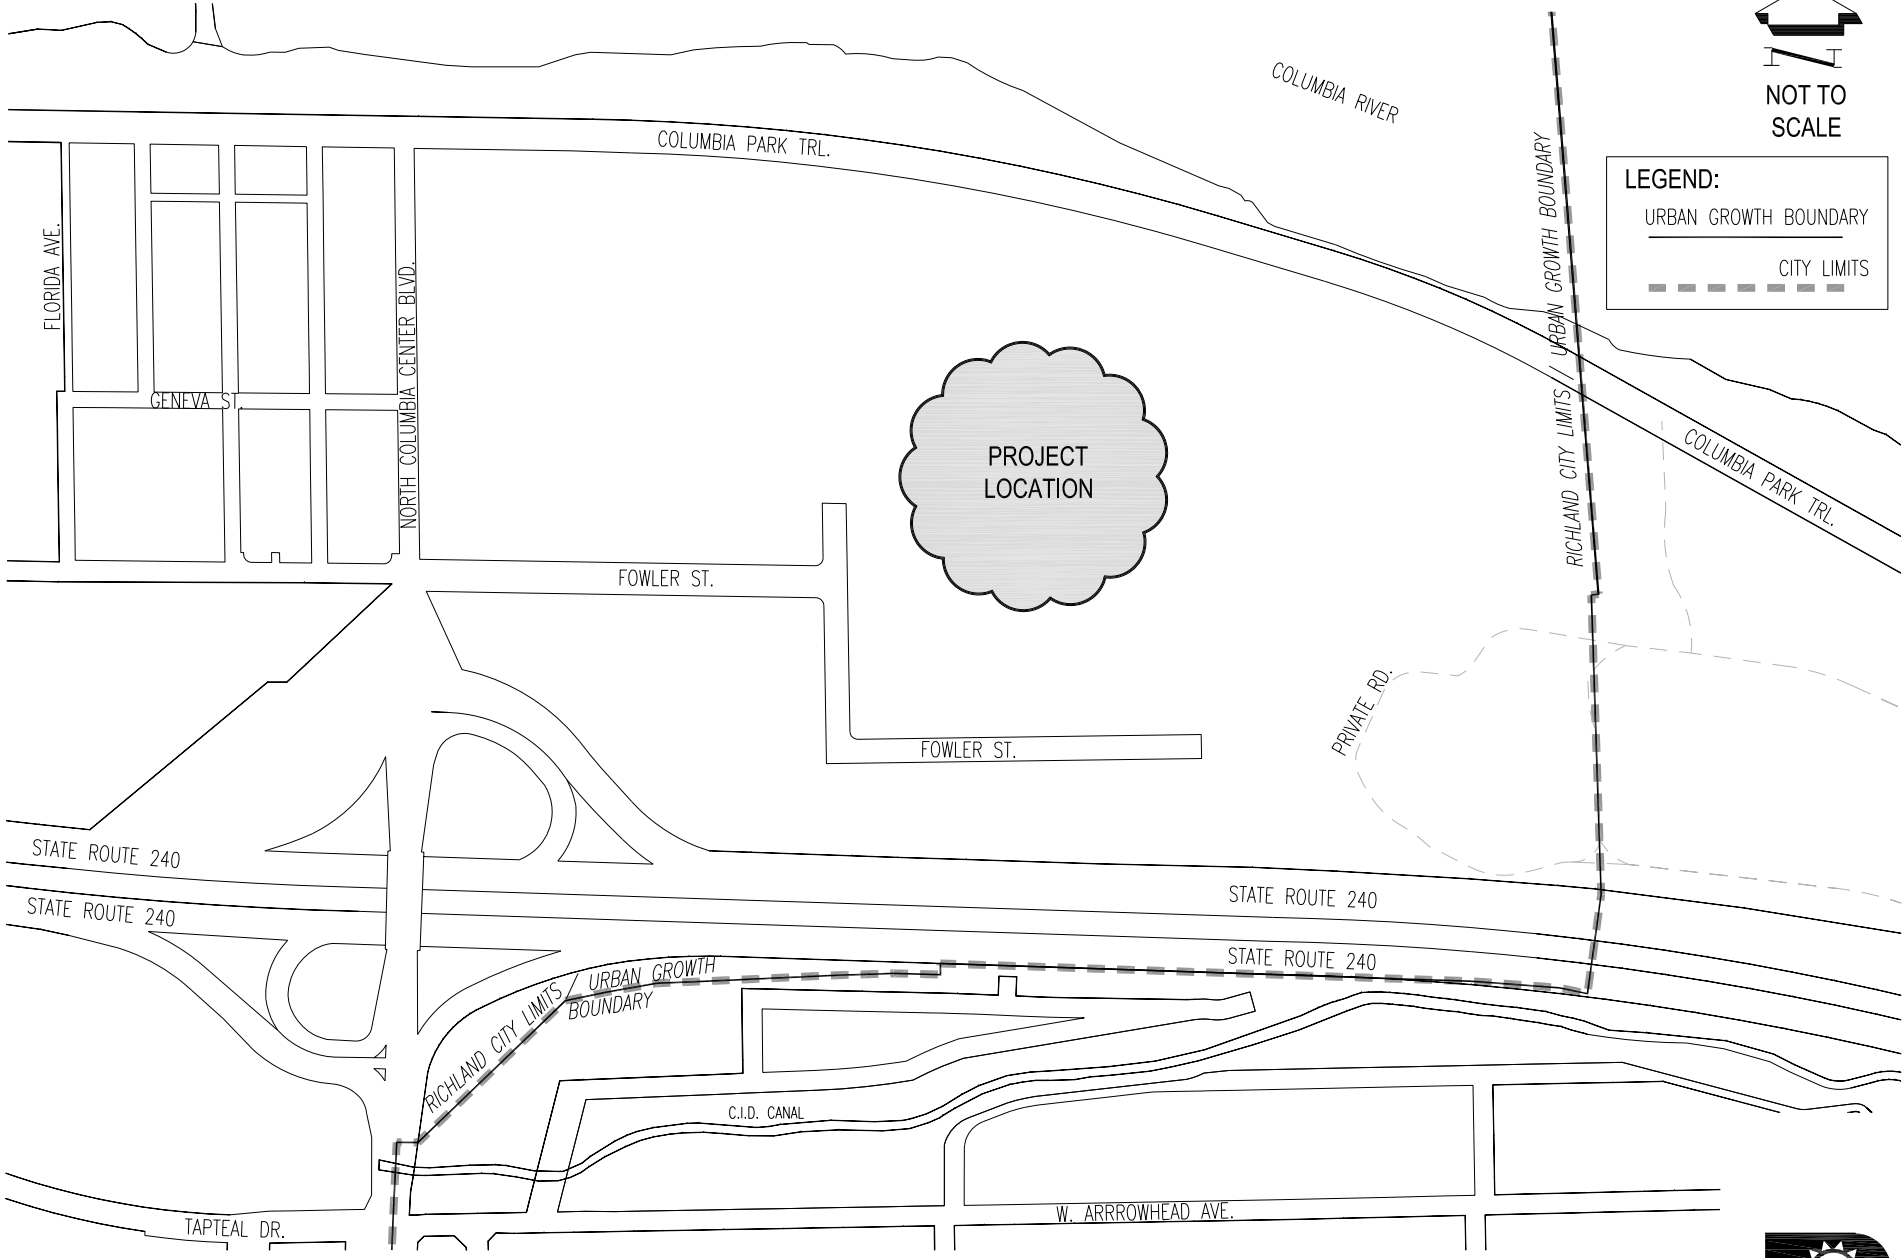 COLUMBIA RIVER
NOT TO
SCALE
LEGEND:
URBAN GROWTH BOUNDARY
CITY LIMITS
COLUMBIA PARK TRL.
RICHLAND CITY LIMITS // URBAN GROWTH BOUNDARY
FLORIDA AVE.
NORTH COLUMBIA CENTER BLVD.
GENEVA ST.
PROJECT
LOCATION
COLUMBIA PARK TRL.
FOWLER ST.
PRIVATE RD.
FOWLER ST.
STATE ROUTE 240
STATE ROUTE 240
STATE ROUTE 240
STATE ROUTE 240
RICHLAND CITY LIMITS / URBAN GROWTH
BOUNDARY
C.I.D. CANAL
W. ARRROWHEAD AVE.
TAPTEAL DR.